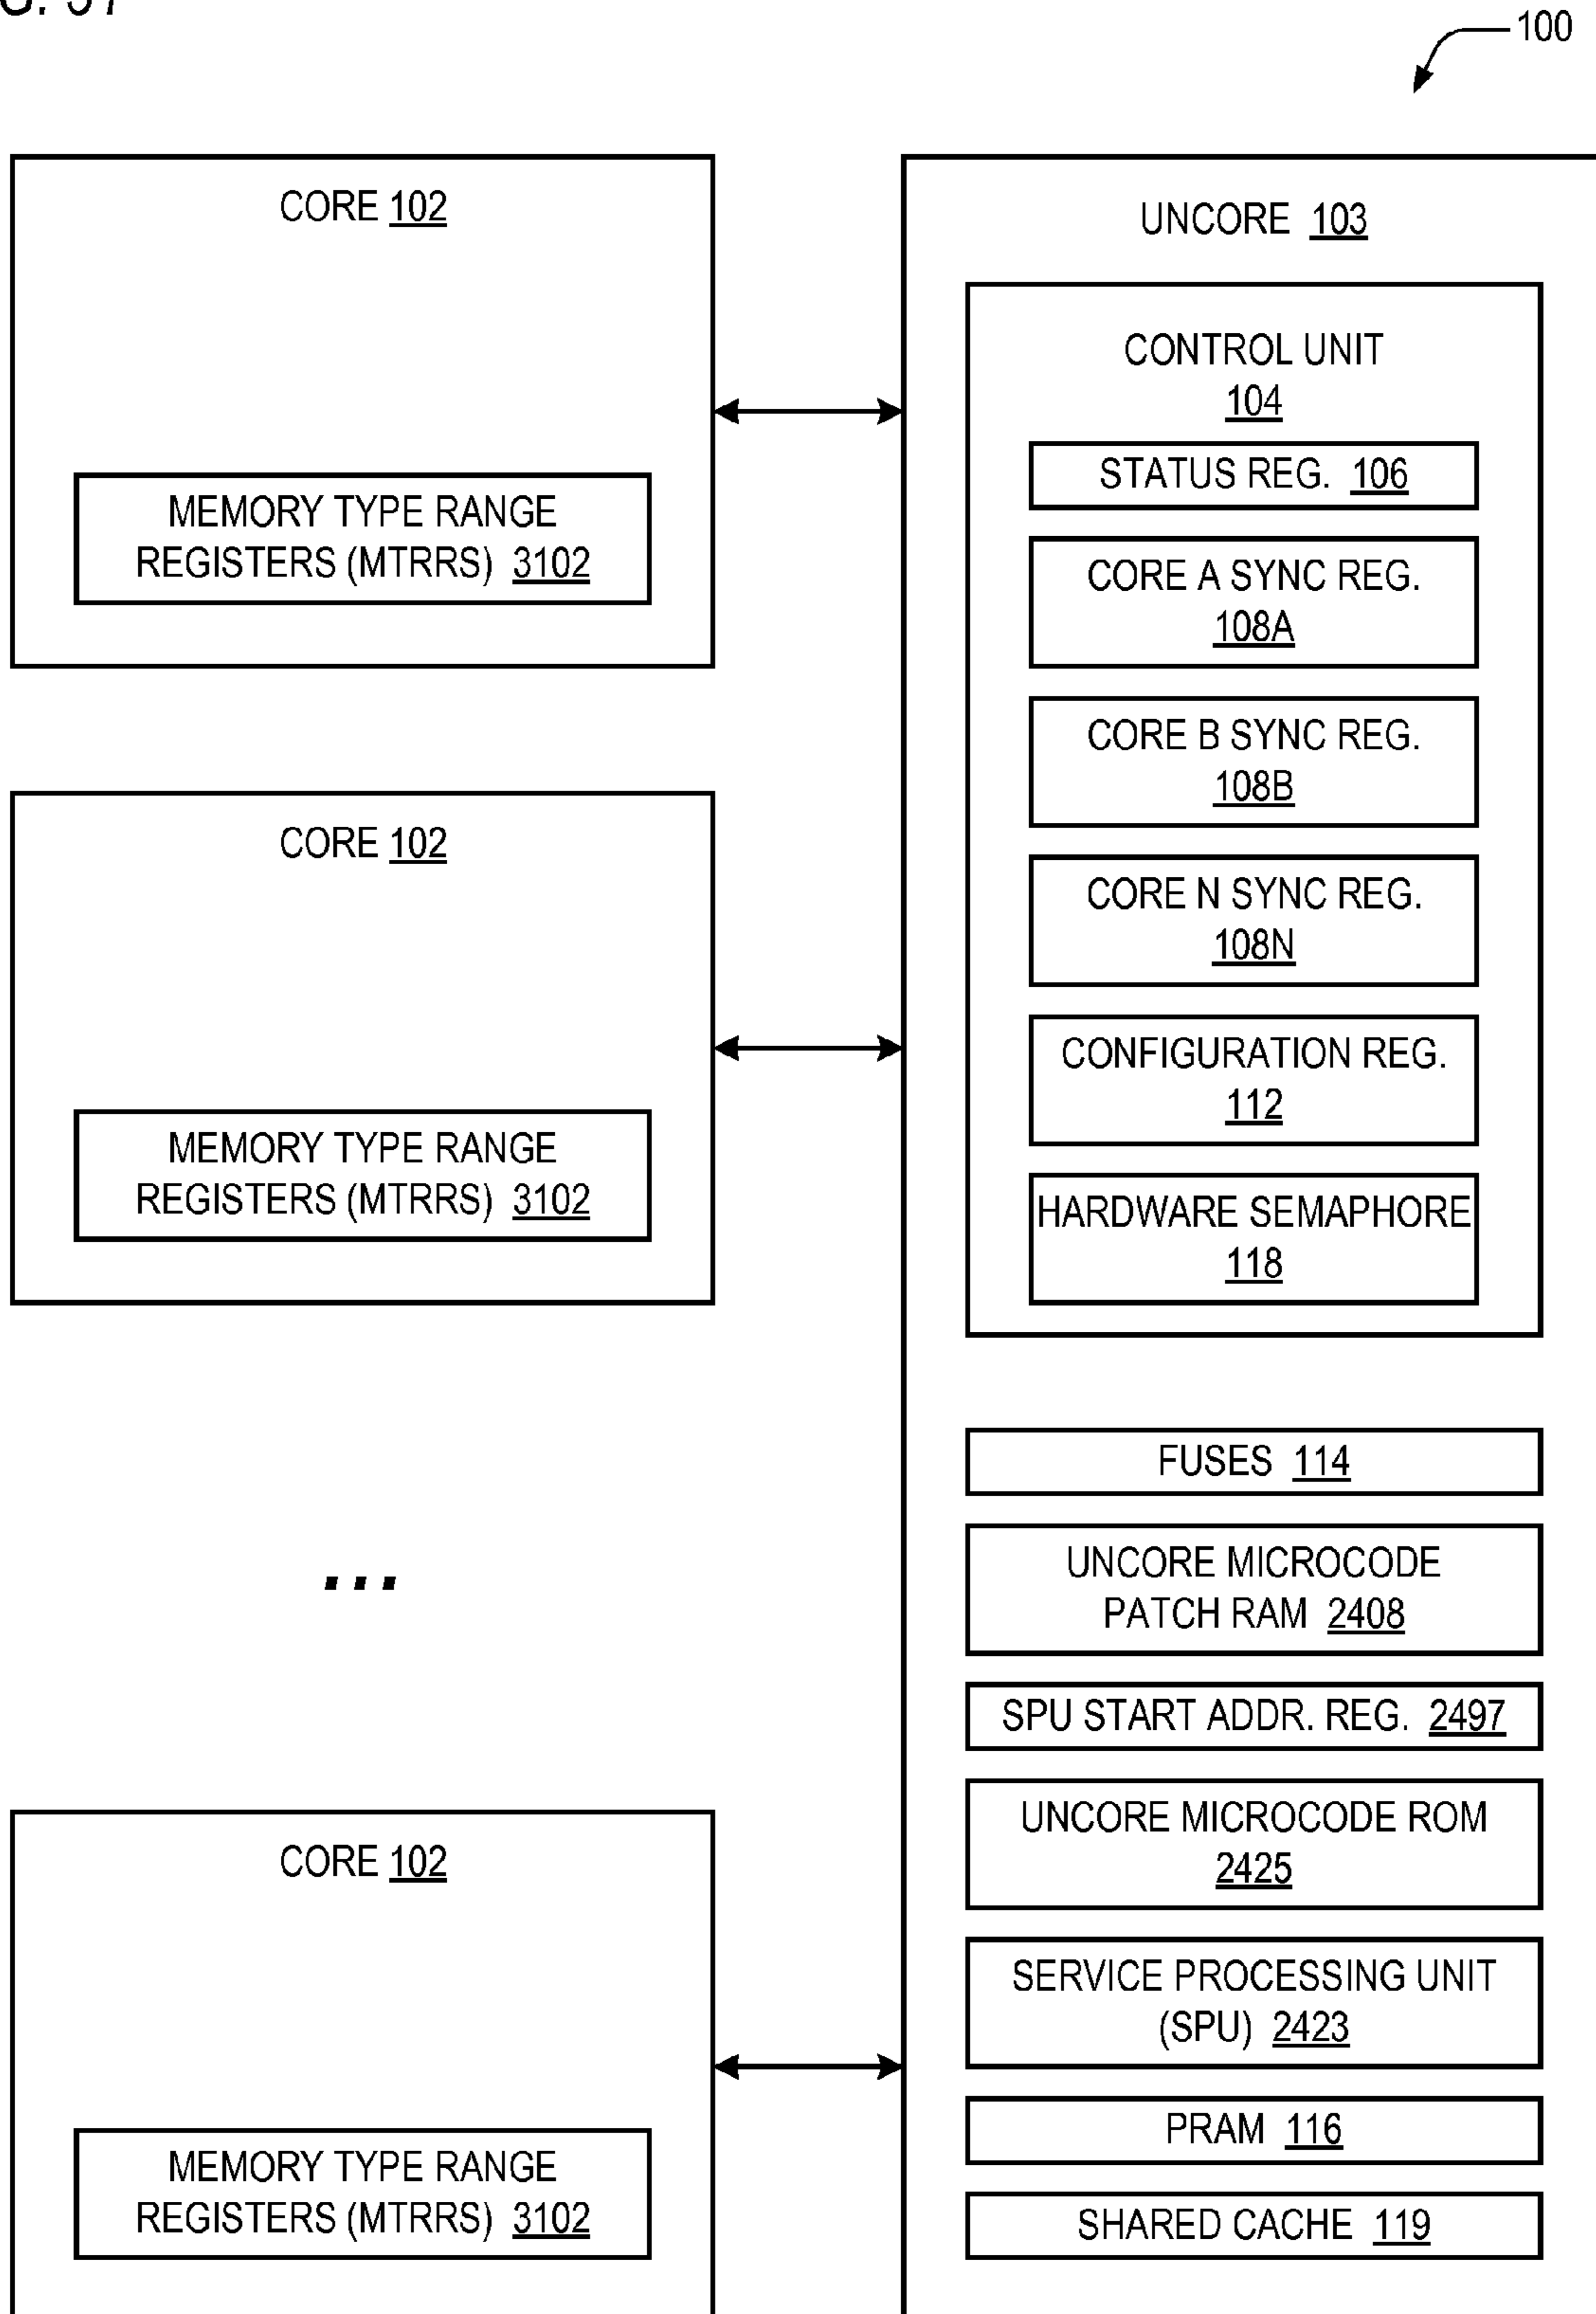 G. 31
100
CORE 102
MEMORY TYPE RANGE
REGISTERS (MTRRS) 3102
CORE 102
MEMORY TYPE RANGE
REGISTERS (MTRRS) 3102
...
CORE 102
MEMORY TYPE RANGE
REGISTERS (MTRRS) 3102
UNCORE 103
CONTROL UNIT
104
STATUS REG. 106
CORE A SYNC REG.
108A
CORE B SYNC REG.
108B
CORE N SYNC REG.
108N
CONFIGURATION REG.
112
HARDWARE SEMAPHORE
118
FUSES 114
UNCORE MICROCODE
PATCH RAM 2408
SPU START ADDR. REG. 2497
UNCORE MICROCODE ROM
2425
SERVICE PROCESSING UNIT
(SPU) 2423
PRAM 116
SHARED CACHE 119